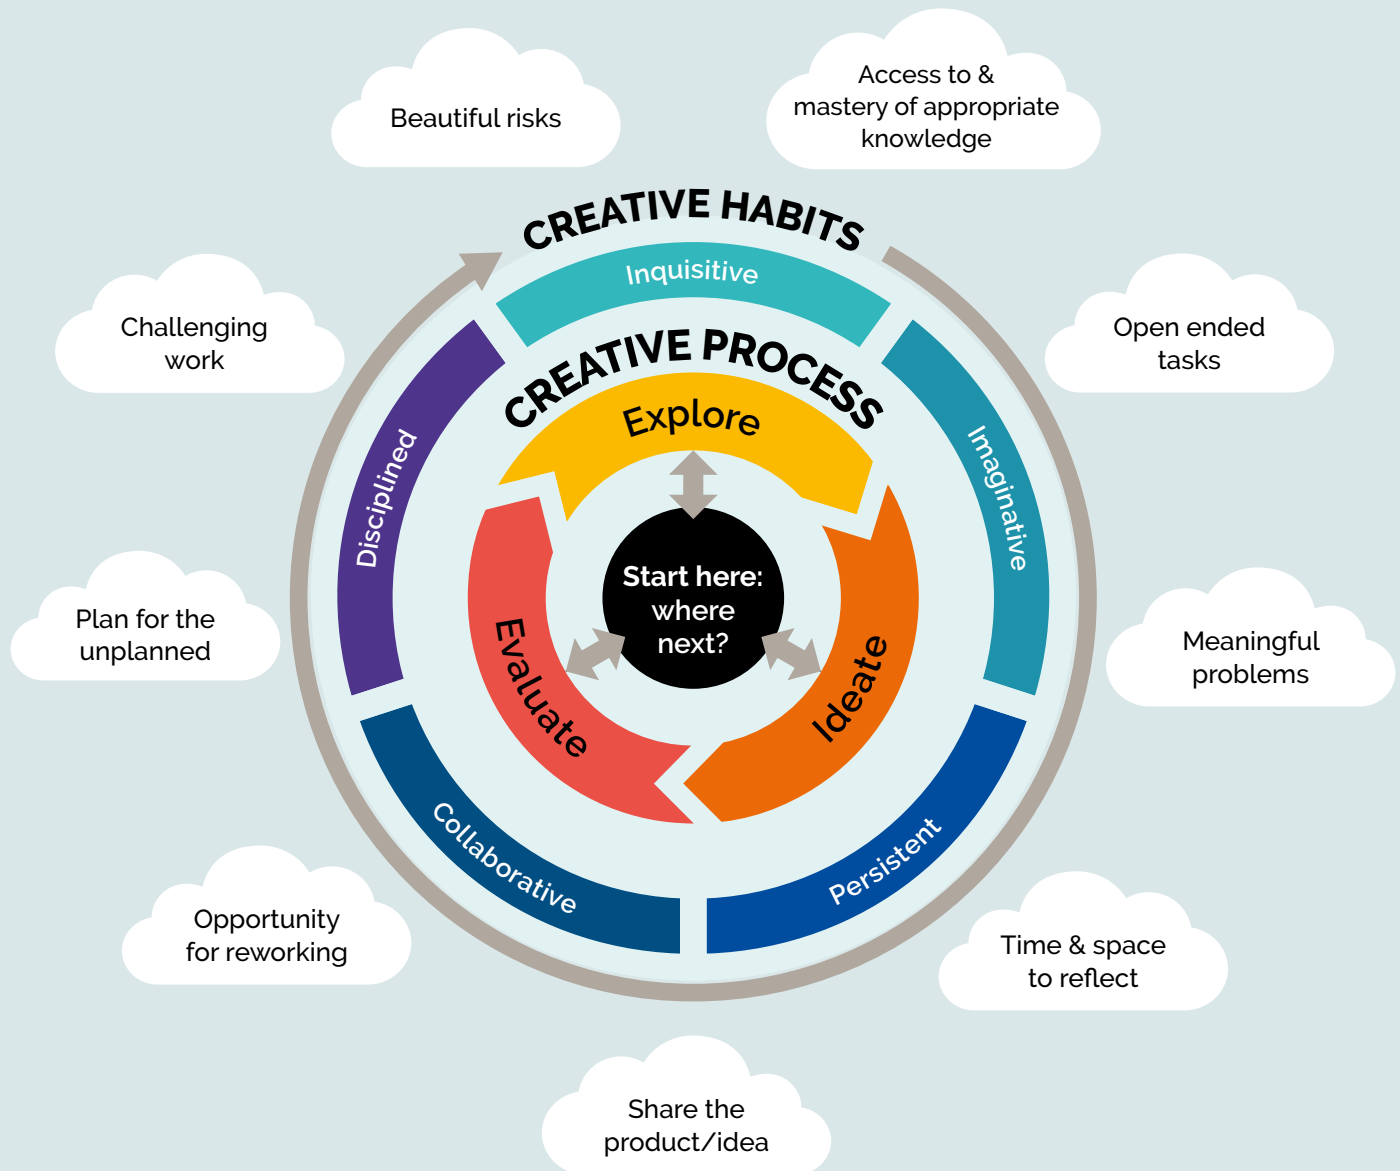 Beautiful risks
Access to &
mastery of appropriate
knowledge
CREATIVE HABITS
Inquisitive
Challenging
work
Open ended
tasks
CREATIVE PROCESS
Explore
Disciplined
Imaginative
Start here:
where
next?
Plan for the
unplanned
Meaningful
problems
Evaluate
Ideate
Collaborative
Persistent
Opportunity
for reworking
Time & space
to reflect
Share the
product/idea